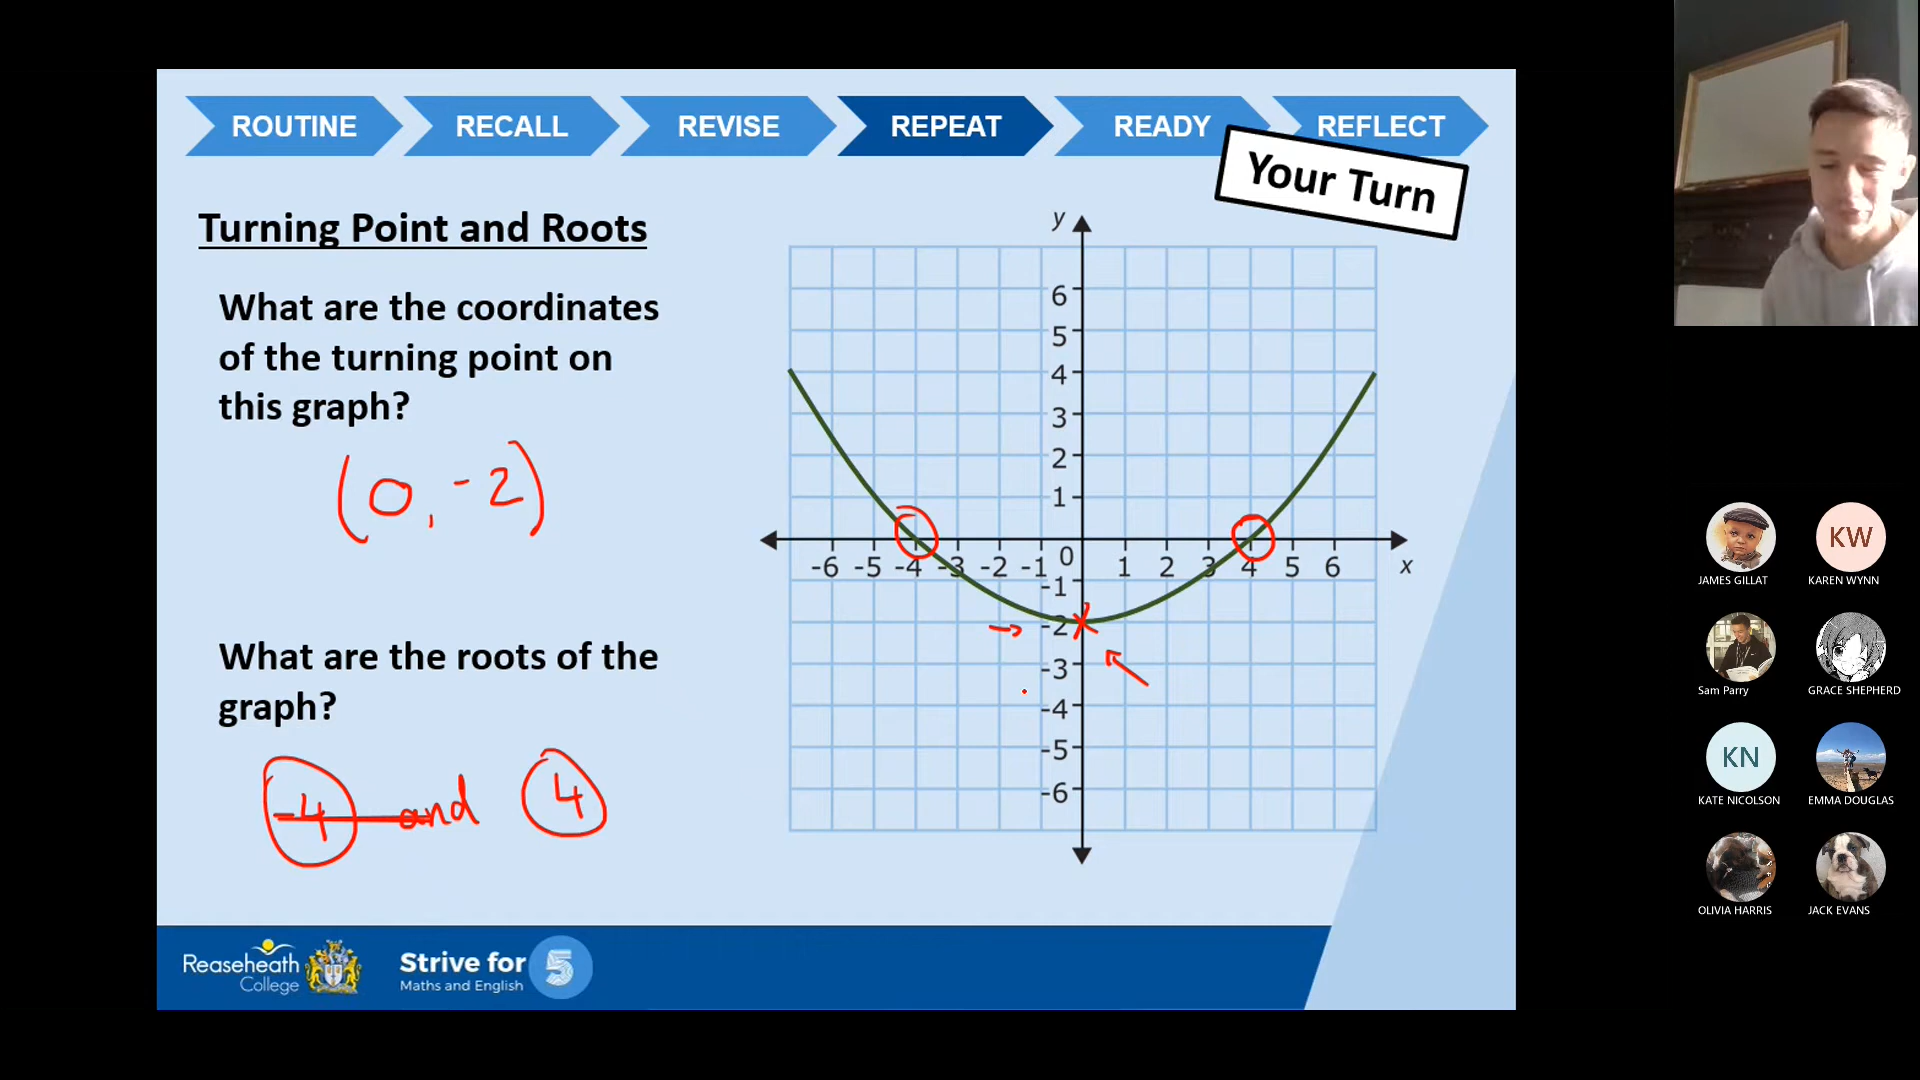 ROUTINE
RECALL
REVISE
REPEAT
READY
REFLECT
Your Turn
Turning Point and Roots
What are the coordinates
of the turning point on
this graph?
(0, -2)
What are the roots of the
graph?
-4 and 4
y
6
5
4
3
2
1
0
-6 -5 -4 -3 -2 -1 1 2 3 4 5 6 x
-1
-2
-3
-4
-5
-6
Reaseheath
College
Strive for 5
Maths and English
JAMES GILLAT
KW
KAREN WYNN
Sam Parry
GRACE SHEPHERD
KN
KATE NICOLSON
EMMA DOUGLAS
OLIVIA HARRIS
JACK EVANS